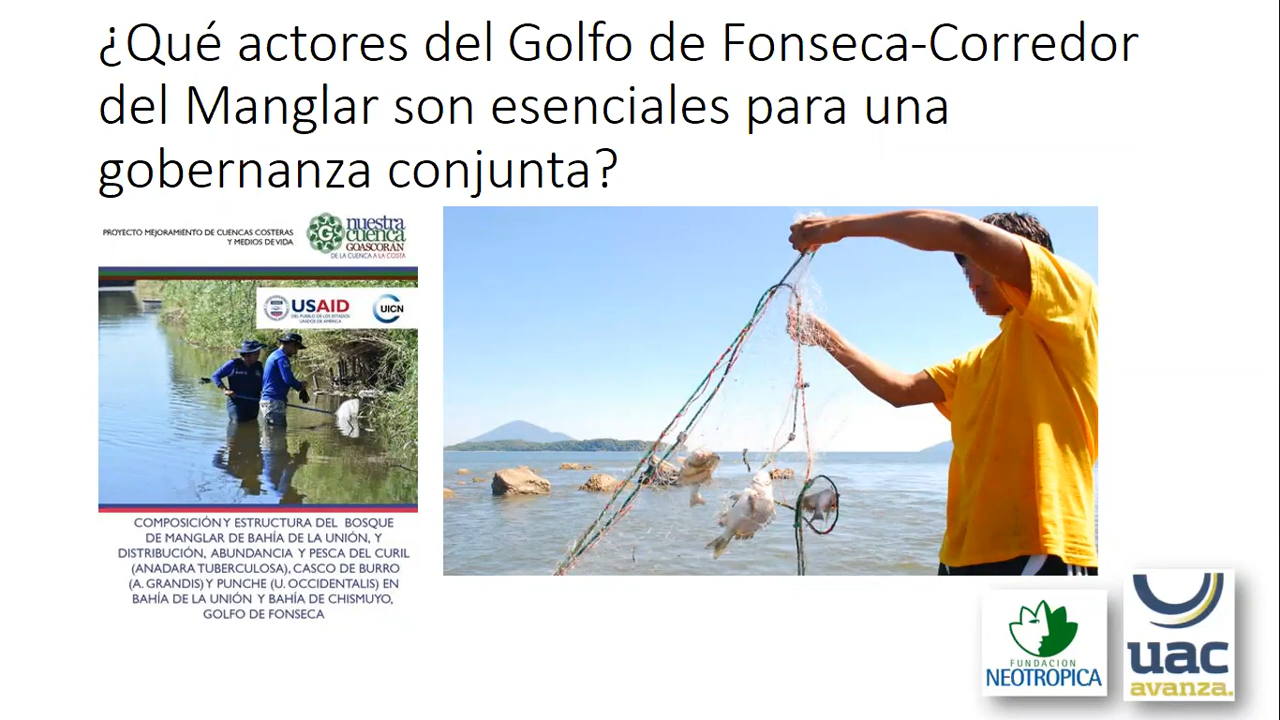 ¿Qué actores del Golfo de Fonseca-Corredor
del Manglar son esenciales para una
gobernanza conjunta?
PROYECTO MEJORAMIENTO DE CUENCAS COSTERAS
Y MEDIOS DE VIDA
nuestra
cuenca
GOASCORÁN
DE LA CUENCA A LA COSTA
USAID
DEL PUEBLO DE LOS ESTADOS
UNIDOS DE AMÉRICA
UICN
COMPOSICIÓN Y ESTRUCTURA DEL BOSQUE
DE MANGLAR DE BAHÍA DE LA UNIÓN, Y
DISTRIBUCIÓN, ABUNDANCIA Y PESCA DEL CURIL
(ANADARA TUBERCULOSA), CASCO DE BURRO
(A. GRANDIS) Y PUNCHE (U. OCCIDENTALIS) EN
BAHÍA DE LA UNIÓN Y BAHÍA DE CHISMUYO,
GOLFO DE FONSECA
FUNDACION
NEOTROPICA
uac
avanza.